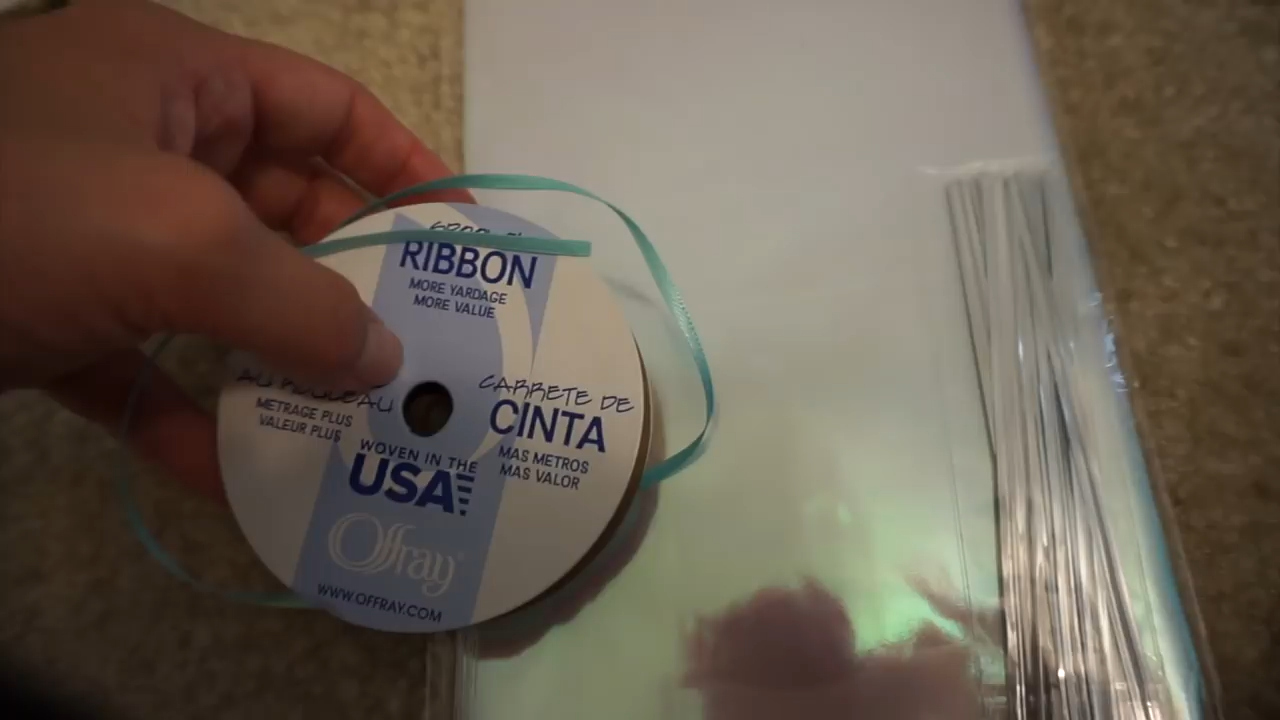 RIBBON
MORE YARDAGE
MORE VALUE
METRAGE PLUS
VALEUR PLUS
CARRETE DE
CINTA
MAS METROS
MAS VALOR
WOVEN IN THE
USA
Offray
WWW.OFFRAY.COM